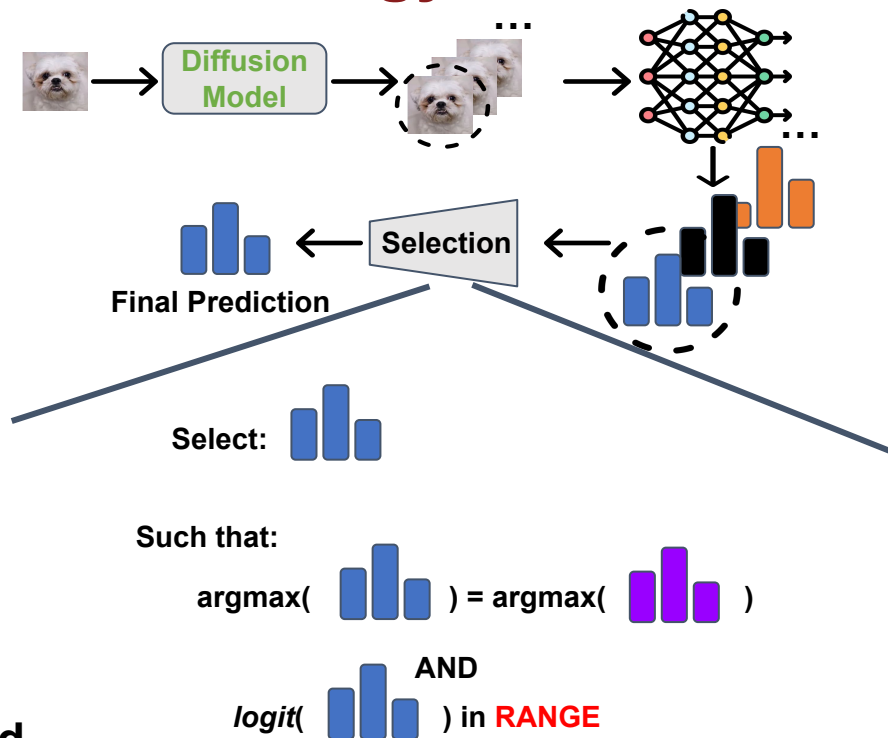 ...
Diffusion
Model
...
Selection
Final Prediction
Select:
Such that:
argmax( ) = argmax( )
AND
logit( ) in RANGE